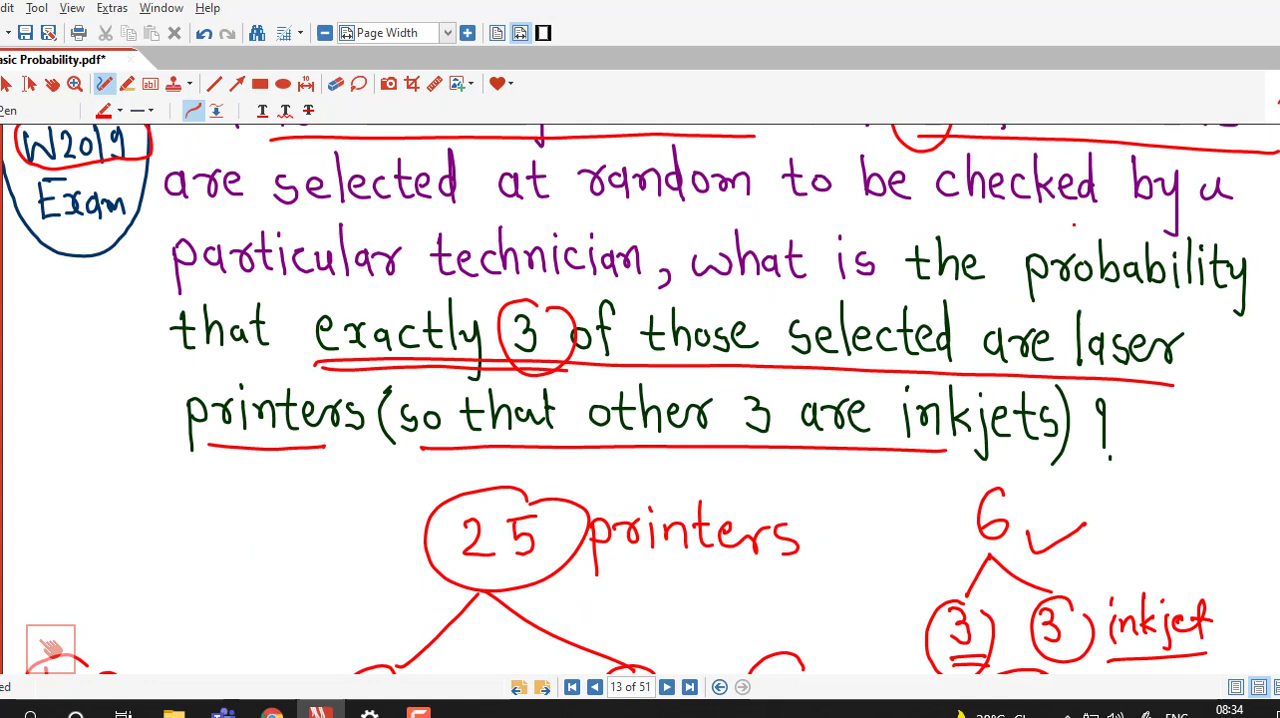 dit Tool View Extras Window Help
Page Width
asic Probability.pdf*
Pen
W2019
Exam
are selected at random to be checked by a
particular technician, what is the probability
that exactly 3 of those selected are laser
printers (so that other 3 are inkjets) ?
25 printers
6
3 3 inkjet
13 of 51
ENG
08:34